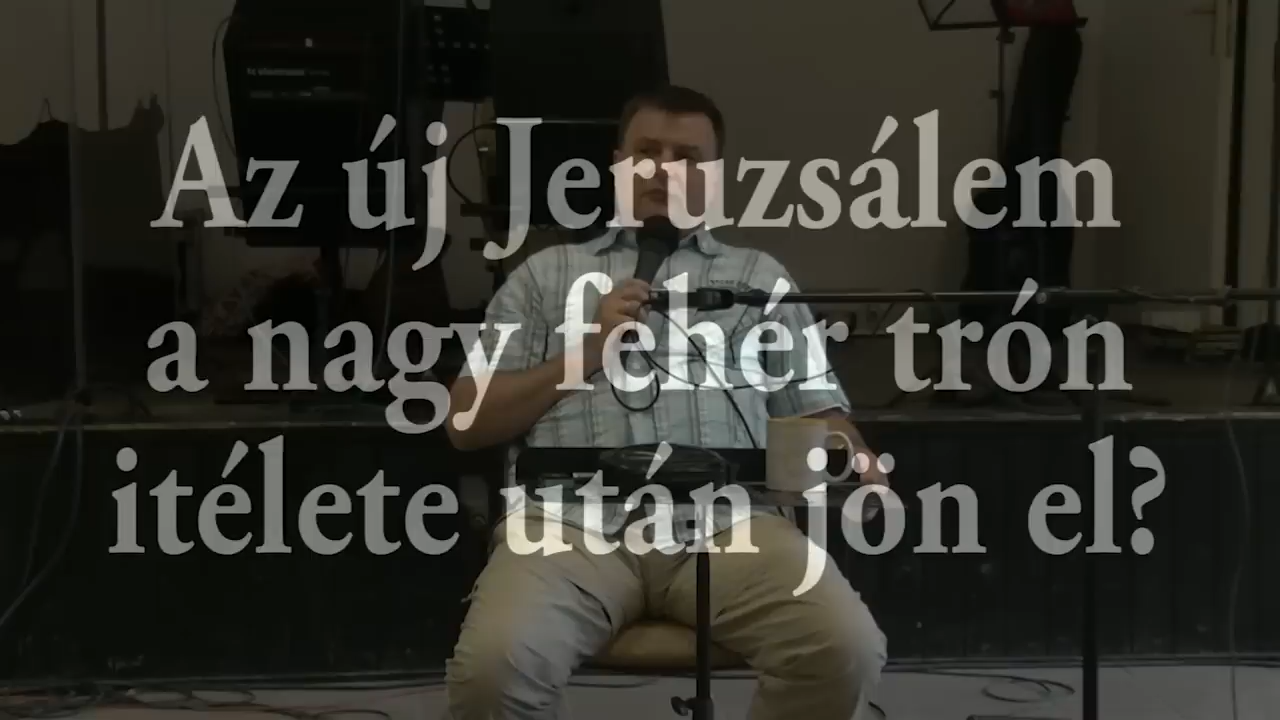 Az új Jeruzsálem
a nagy fehér trón
itélete után jön el?